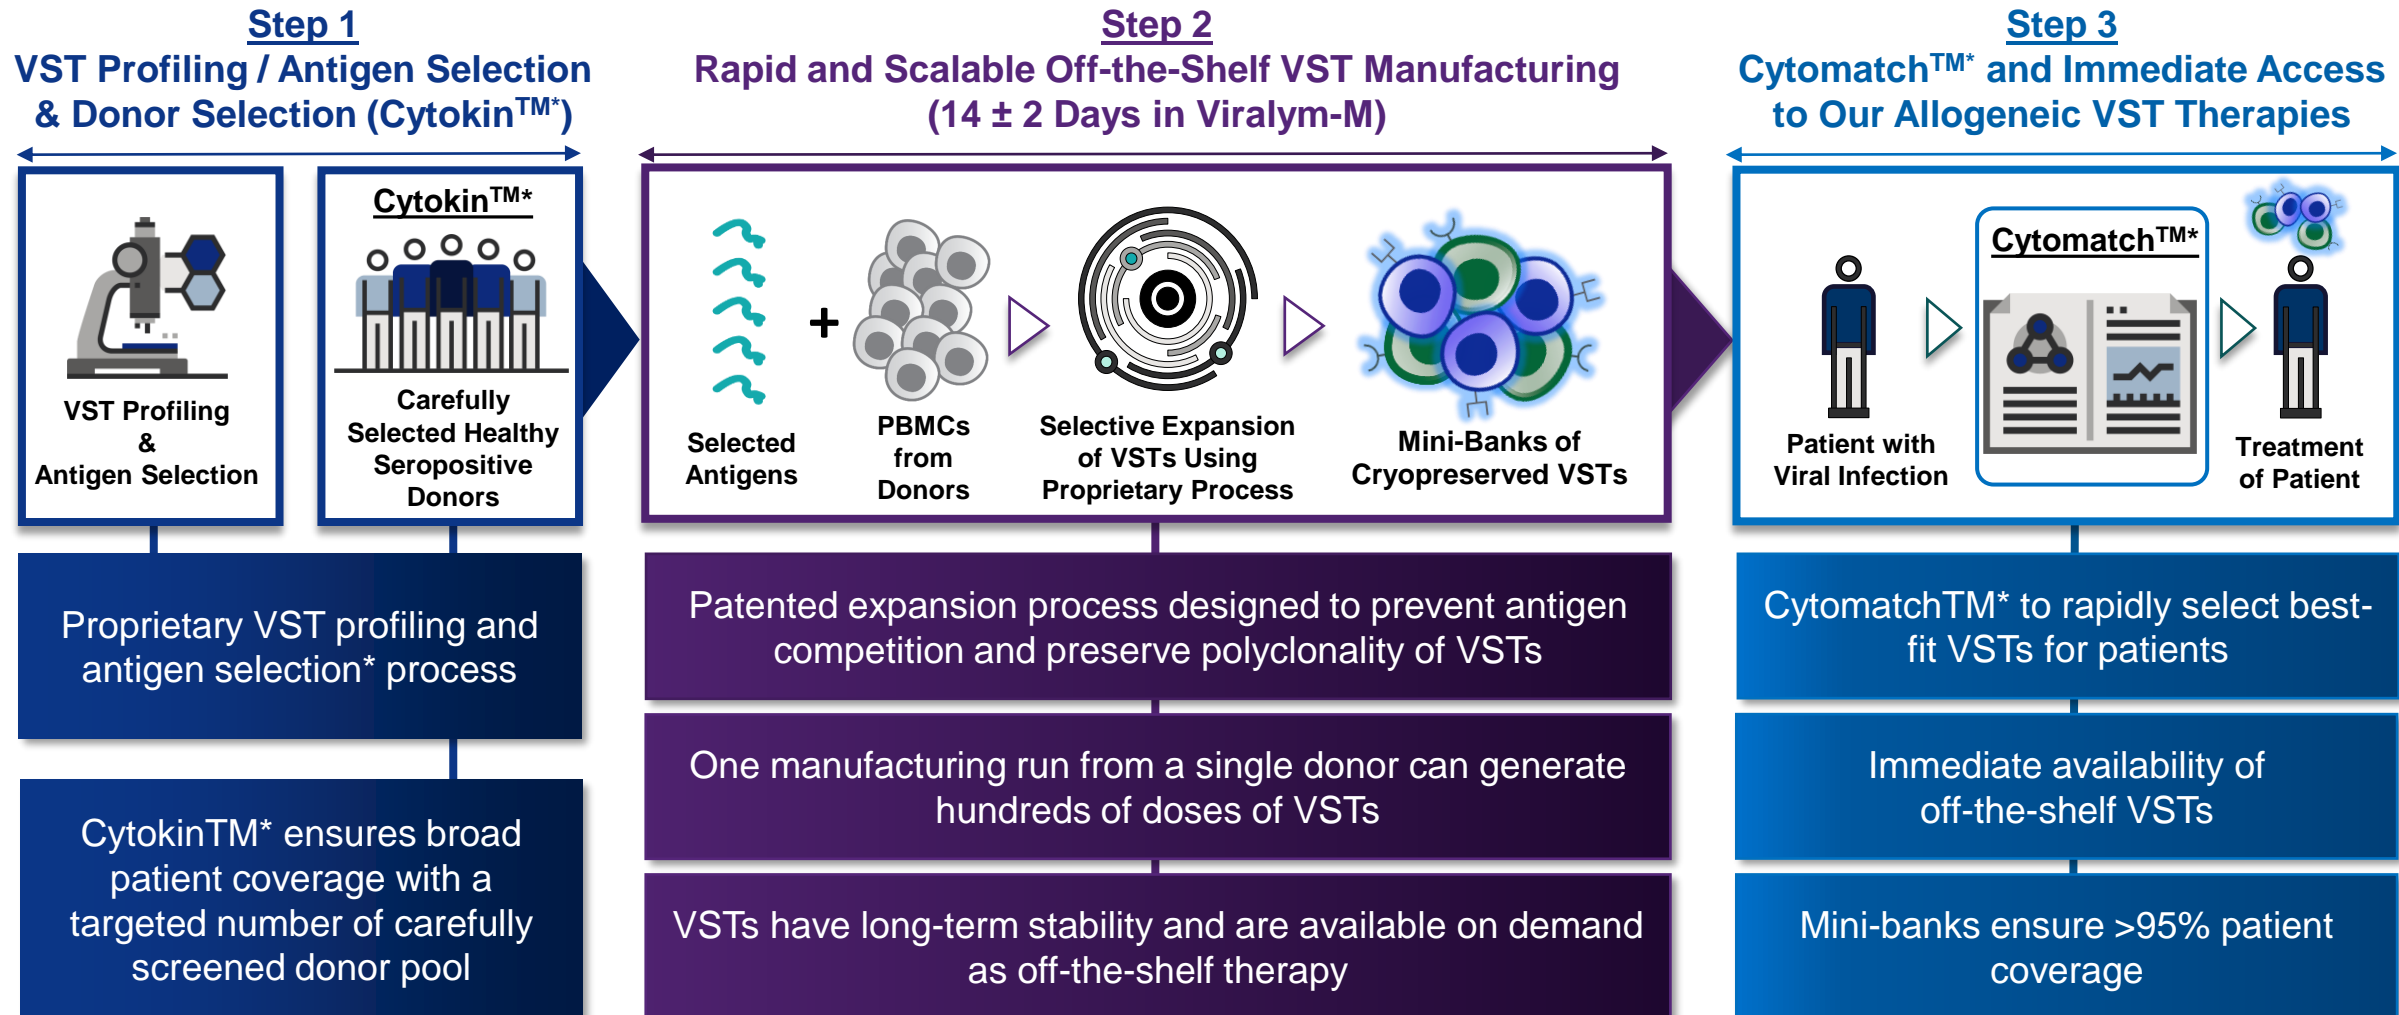 Step 1
VST Profiling / Antigen Selection
& Donor Selection (Cytokin™*)
VST Profiling
&
Antigen Selection
Cytokin™*
Carefully
Selected Healthy
Seropositive
Donors
Proprietary VST profiling and
antigen selection* process
CytokinTM* ensures broad
patient coverage with a
targeted number of carefully
screened donor pool
Step 2
Rapid and Scalable Off-the-Shelf VST Manufacturing
(14 ± 2 Days in Viralym-M)
Selected
Antigens
+
PBMCs
from
Donors
Selective Expansion
of VSTs Using
Proprietary Process
Mini-Banks of
Cryopreserved VSTs
Patented expansion process designed to prevent antigen
competition and preserve polyclonality of VSTs
One manufacturing run from a single donor can generate
hundreds of doses of VSTs
VSTs have long-term stability and are available on demand
as off-the-shelf therapy
Step 3
Cytomatch™* and Immediate Access
to Our Allogeneic VST Therapies
Patient with
Viral Infection
Cytomatch™*
Treatment
of Patient
CytomatchTM* to rapidly select best-
fit VSTs for patients
Immediate availability of
off-the-shelf VSTs
Mini-banks ensure >95% patient
coverage